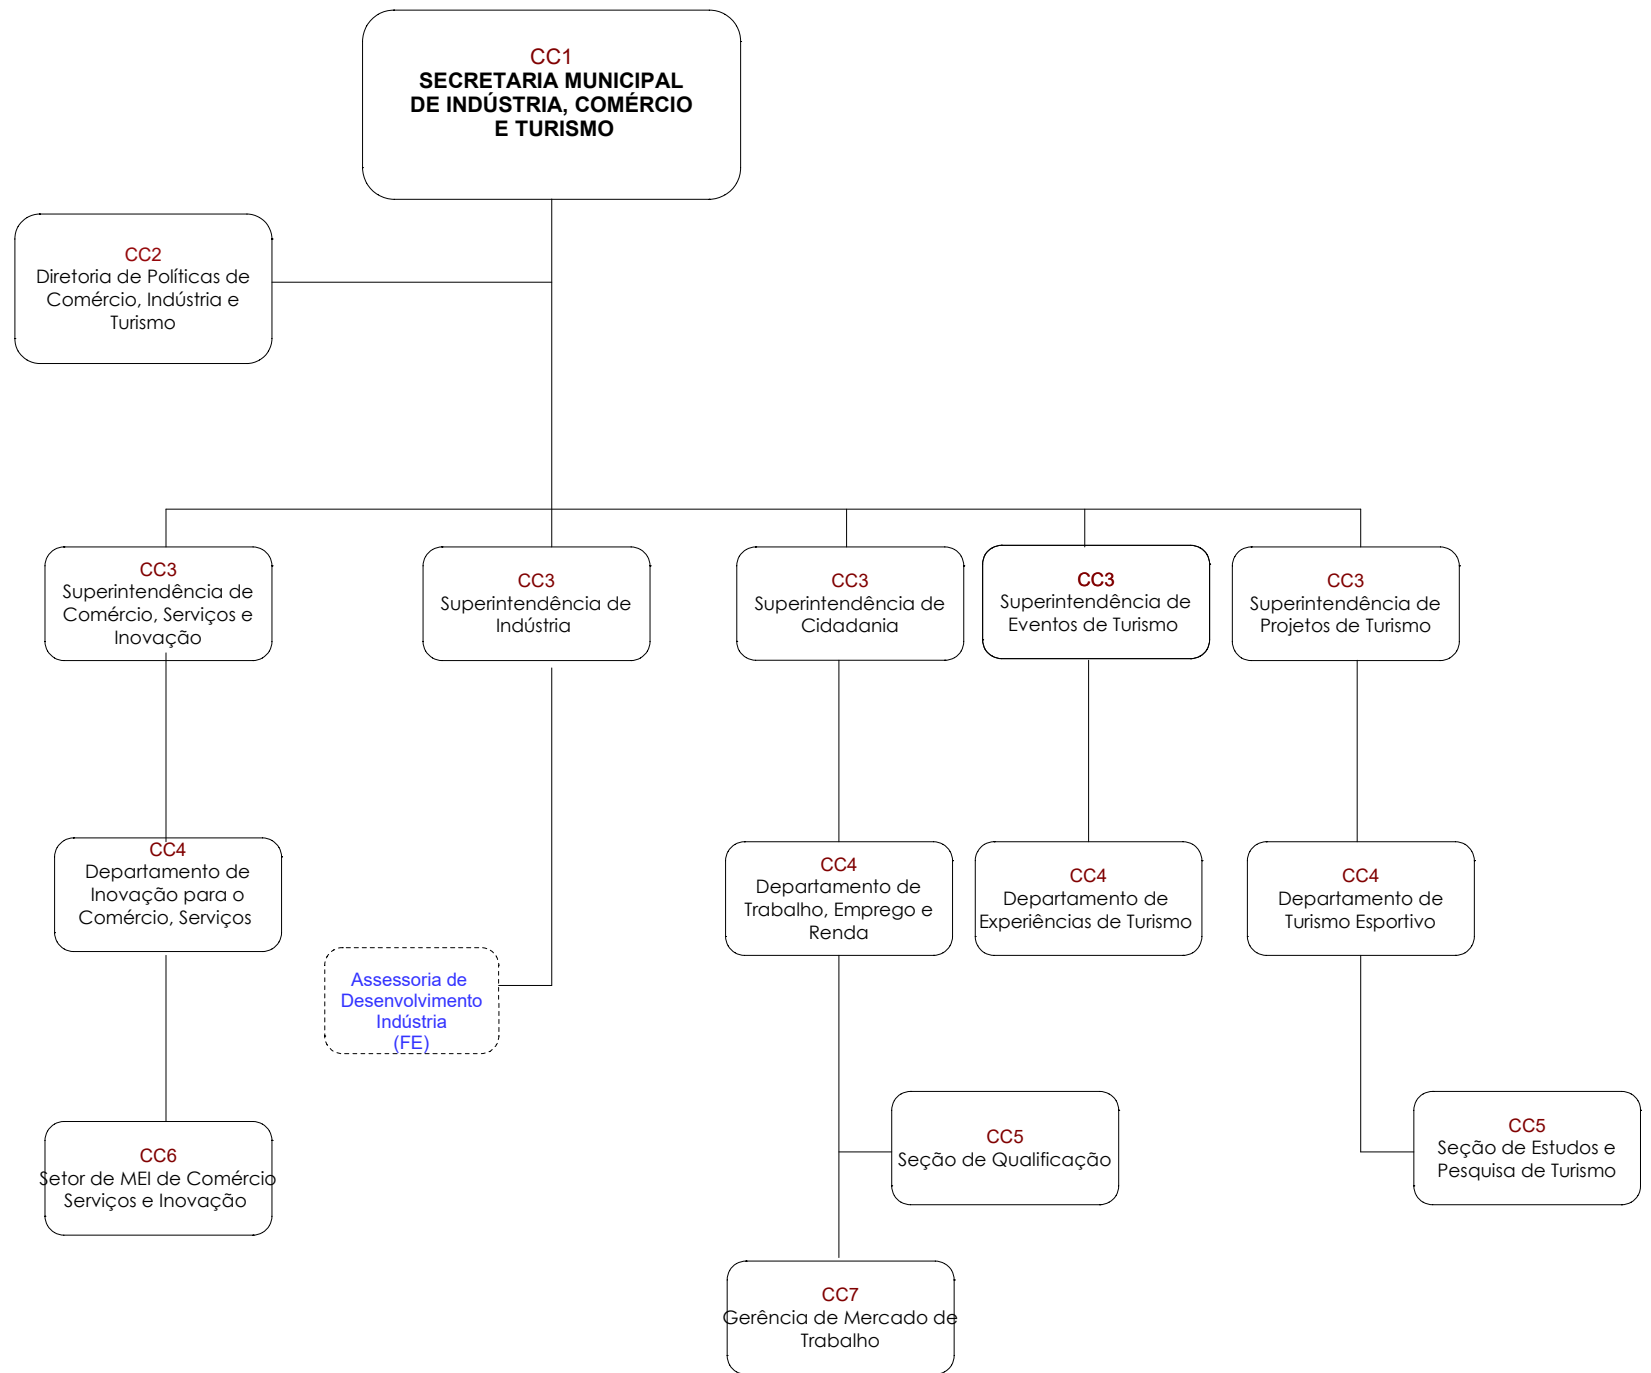 CC1
SECRETARIA MUNICIPAL
DE INDÚSTRIA, COMÉRCIO
E TURISMO
CC2
Diretoria de Políticas de
Comércio, Indústria e
Turismo
CC3
Superintendência de
Comércio, Serviços e
Inovação
CC3
Superintendência de
Indústria
CC3
Superintendência de
Cidadania
CC3
Superintendência de
Eventos de Turismo
CC3
Superintendência de
Projetos de Turismo
CC4
Departamento de
Inovação para o
Comércio, Serviços
CC4
Departamento de
Trabalho, Emprego e
Renda
CC4
Departamento de
Experiências de Turismo
CC4
Departamento de
Turismo Esportivo
Assessoria de
Desenvolvimento
Indústria
(FE)
CC6
Setor de MEI de Comércio
Serviços e Inovação
CC5
Seção de Qualificação
CC5
Seção de Estudos e
Pesquisa de Turismo
CC7
Gerência de Mercado de
Trabalho